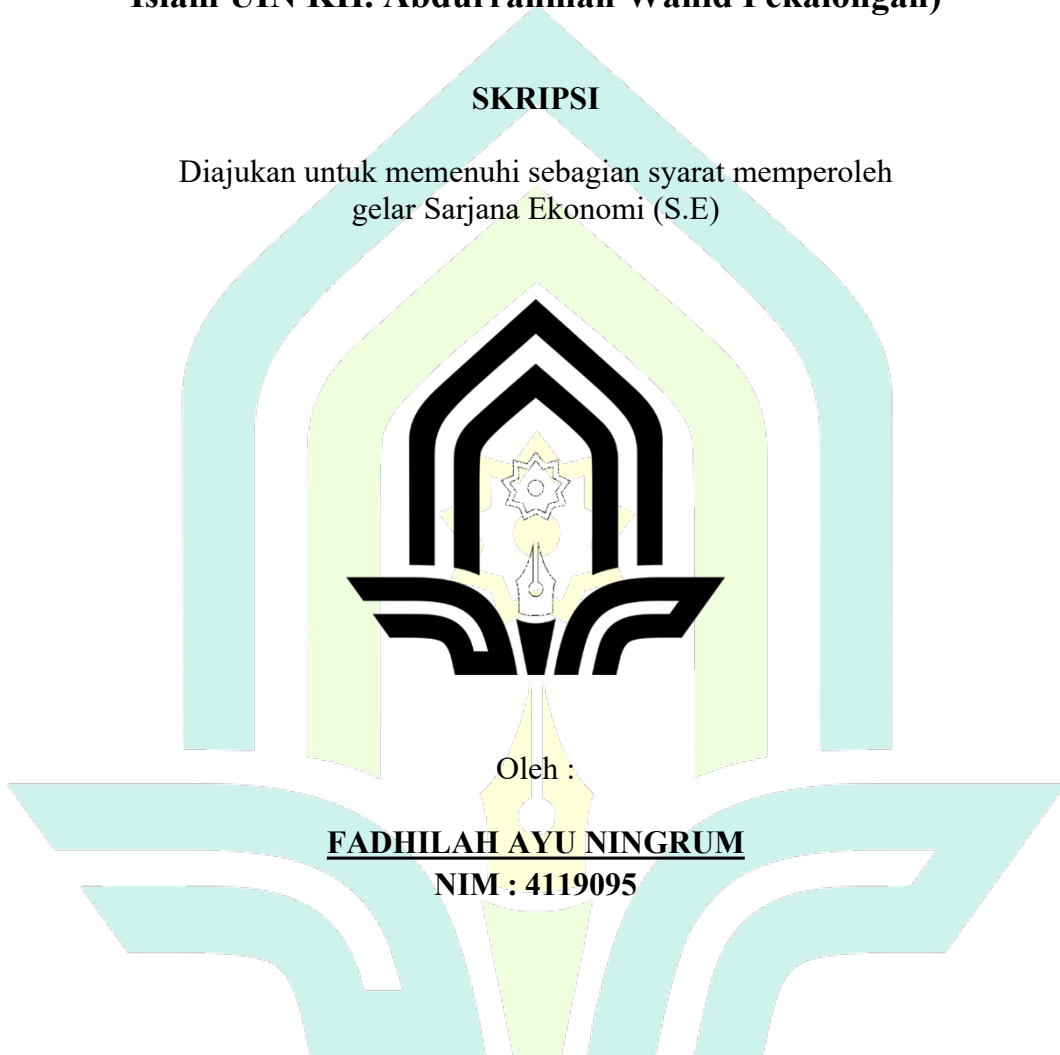 Islam UIN KH. Abdurrahman Wahid Pekalongan)
SKRIPSI
Diajukan untuk memenuhi sebagian syarat memperoleh
gelar Sarjana Ekonomi (S.E)
Oleh :
FADHILAH AYU NINGRUM
NIM : 4119095